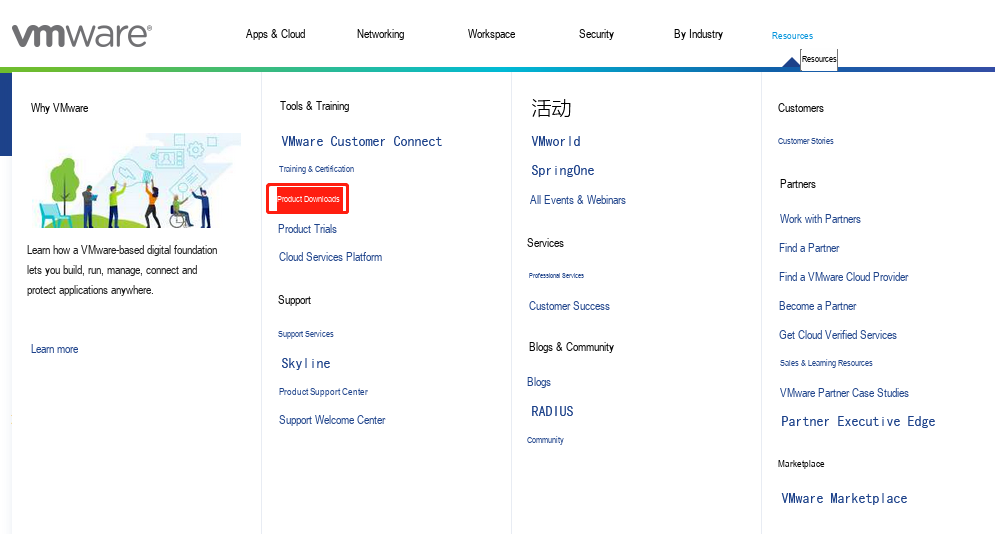 vmware®
Apps & Cloud
Networking
Workspace
Security
By Industry
Resources
Resources
Why VMware
Learn how a VMware-based digital foundation
lets you build, run, manage, connect and
protect applications anywhere.
Learn more
Tools & Training
VMware Customer Connect
Training & Certification
Product Downloads
Product Trials
Cloud Services Platform
Support
Support Services
Skyline
Product Support Center
Support Welcome Center
活动
VMworld
SpringOne
All Events & Webinars
Services
Professional Services
Customer Success
Blogs & Community
Blogs
RADIUS
Community
Customers
Customer Stories
Partners
Work with Partners
Find a Partner
Find a VMware Cloud Provider
Become a Partner
Get Cloud Verified Services
Sales & Learning Resources
VMware Partner Case Studies
Partner Executive Edge
Marketplace
VMware Marketplace